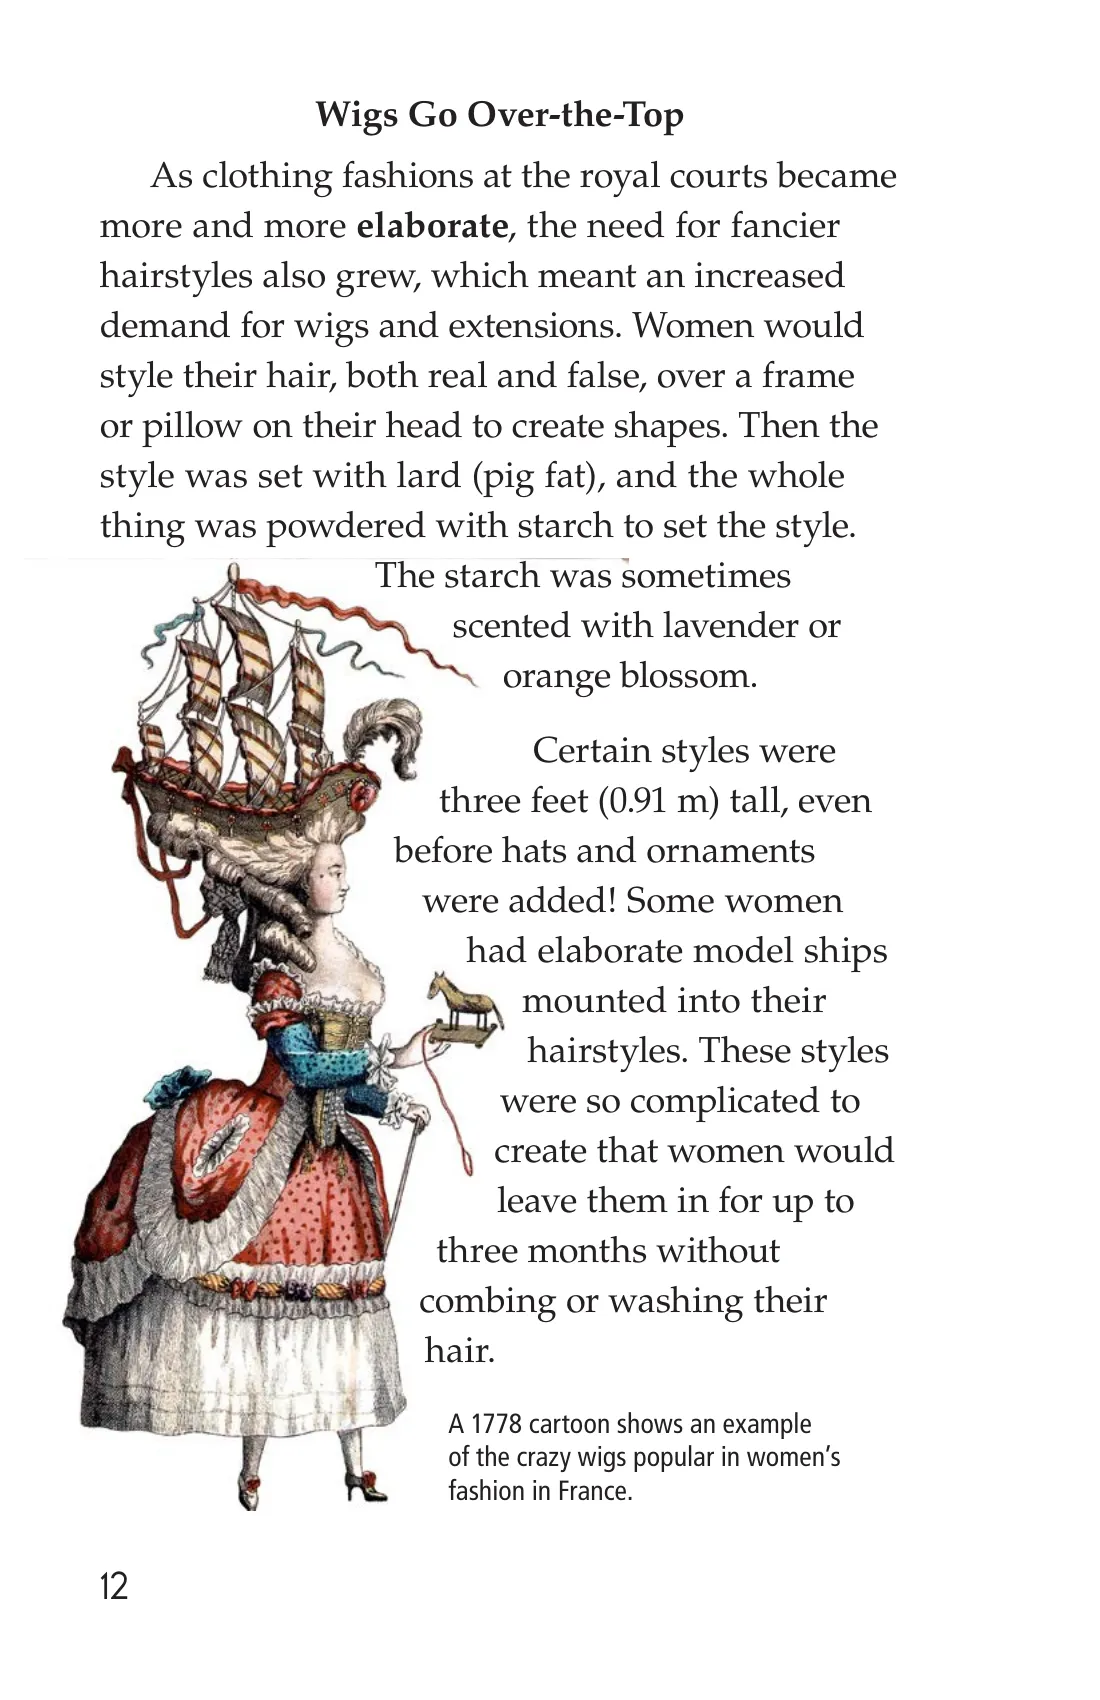 Wigs Go Over-the-Top
As clothing fashions at the royal courts became
more and more elaborate, the need for fancier
hairstyles also grew, which meant an increased
demand for wigs and extensions. Women would
style their hair, both real and false, over a frame
or pillow on their head to create shapes. Then the
style was set with lard (pig fat), and the whole
thing was powdered with starch to set the style.
The starch was sometimes
scented with lavender or
orange blossom.
Certain styles were
three feet (0.91 m) tall, even
before hats and ornaments
were added! Some women
had elaborate model ships
mounted into their
hairstyles. These styles
were so complicated to
create that women would
leave them in for up to
three months without
combing or washing their
hair.
A 1778 cartoon shows an example
of the crazy wigs popular in women's
fashion in France.
12